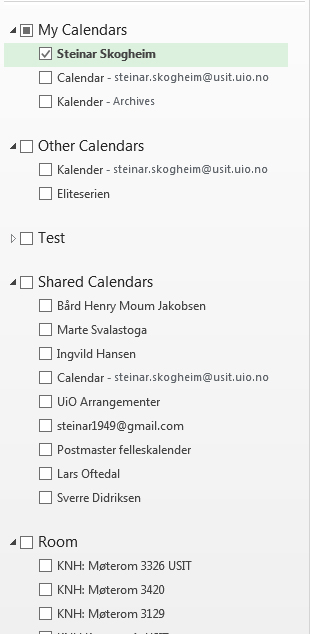 My Calendars
Steinar Skogheim
Calendar - steinar.skogheim@usit.uio.no
Kalender - Archives
Other Calendars
Kalender - steinar.skogheim@usit.uio.no
Eliteserien
Test
Shared Calendars
Bård Henry Moum Jakobsen
Marte Svalastoga
Ingvild Hansen
Calendar - steinar.skogheim@usit.uio.no
UiO Arrangementer
steinar1949@gmail.com
Postmaster felleskalender
Lars Oftedal
Sverre Didriksen
Room
KNH: Møterom 3326 USIT
KNH: Møterom 3420
KNH: Møterom 3129